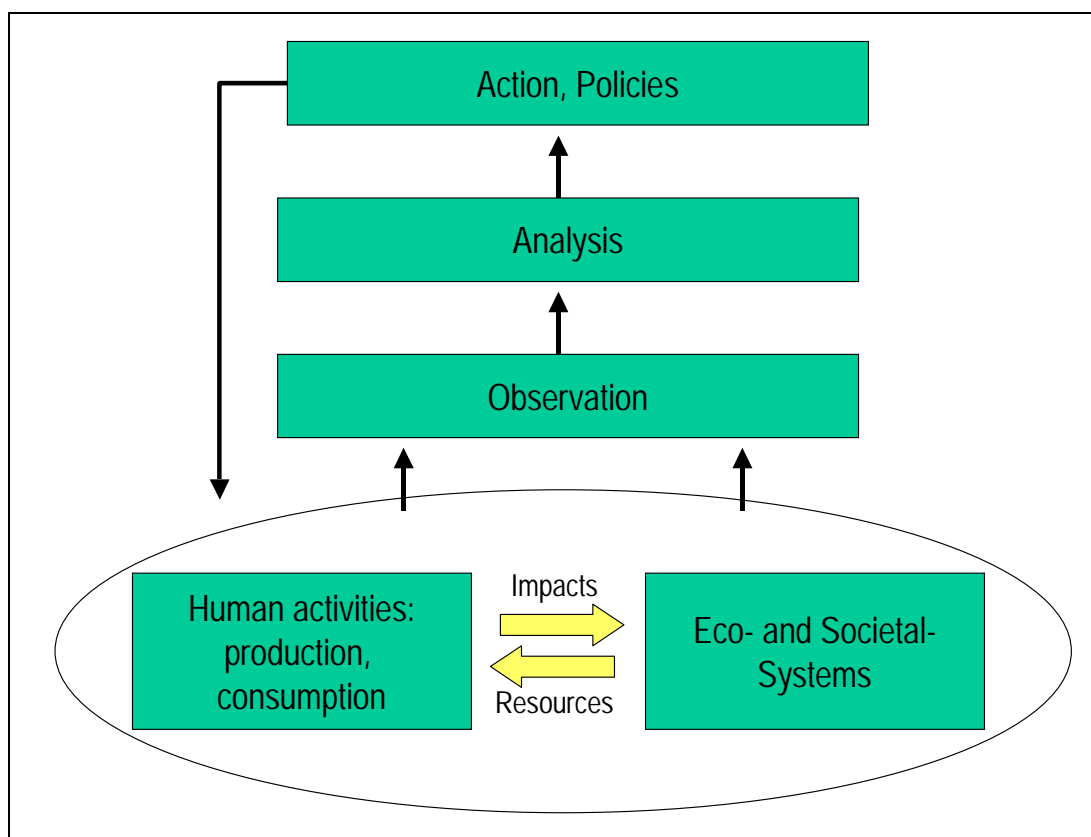 Action, Policies
Analysis
Observation
Human activities:
production,
consumption
Impacts
Resources
Eco- and Societal-
Systems